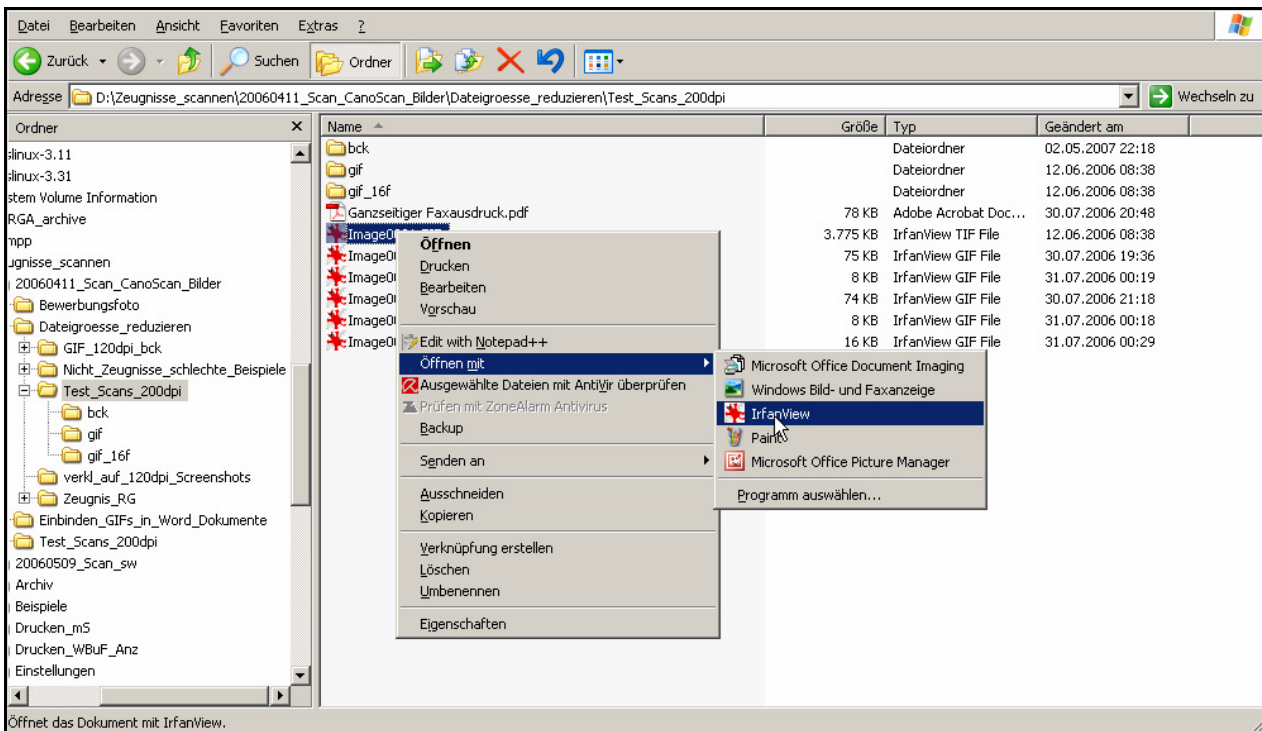 Datei Bearbeiten Ansicht Favoriten Extras ?
Zurück Suchen Ordner
Adresse D:\Zeugnisse_scannen\20060411_Scan_CanoScan_Bilder\Dateigroesse_reduzieren\Test_Scans_200dpi Wechseln zu
Ordner
slinux-3.11
slinux-3.31
stem Volume Information
RGA_archive
mpp
ugnisse_scannen
20060411_Scan_CanoScan_Bilder
Bewerbungsfoto
Dateigroesse_reduzieren
GIF_120dpi_bck
Nicht_Zeugnisse_schlechte_Beispiele
Test_Scans_200dpi
bck
gif
gif_16f
verkl_auf_120dpi_Screenshots
Zeugnis_RG
Einbinden_GIFs_in_Word_Dokumente
Test_Scans_200dpi
20060509_Scan_sw
Archiv
Beispiele
Drucken_mS
Drucken_WBuF_Anz
Einstellungen
Name Größe Typ Geändert am
bck Dateiordner 02.05.2007 22:18
gif Dateiordner 12.06.2006 08:38
gif_16f Dateiordner 12.06.2006 08:38
Ganzseitiger Faxausdruck.pdf 78 KB Adobe Acrobat Doc... 30.07.2006 20:48
3.775 KB IrfanView TIF File 12.06.2006 08:38
75 KB IrfanView GIF File 30.07.2006 19:36
8 KB IrfanView GIF File 31.07.2006 00:19
74 KB IrfanView GIF File 30.07.2006 21:18
8 KB IrfanView GIF File 31.07.2006 00:18
16 KB IrfanView GIF File 31.07.2006 00:29
Öffnen
Drucken
Bearbeiten
Vorschau
Edit with Notepad++
Öffnen mit
Ausgewählte Dateien mit AntiVir überprüfen
Prüfen mit ZoneAlarm Antivirus
Backup
Senden an
Ausschneiden
Kopieren
Verknüpfung erstellen
Löschen
Umbenennen
Eigenschaften
Microsoft Office Document Imaging
Windows Bild- und Faxanzeige
IrfanView
Paint
Microsoft Office Picture Manager
Programm auswählen...
Öffnet das Dokument mit IrfanView.